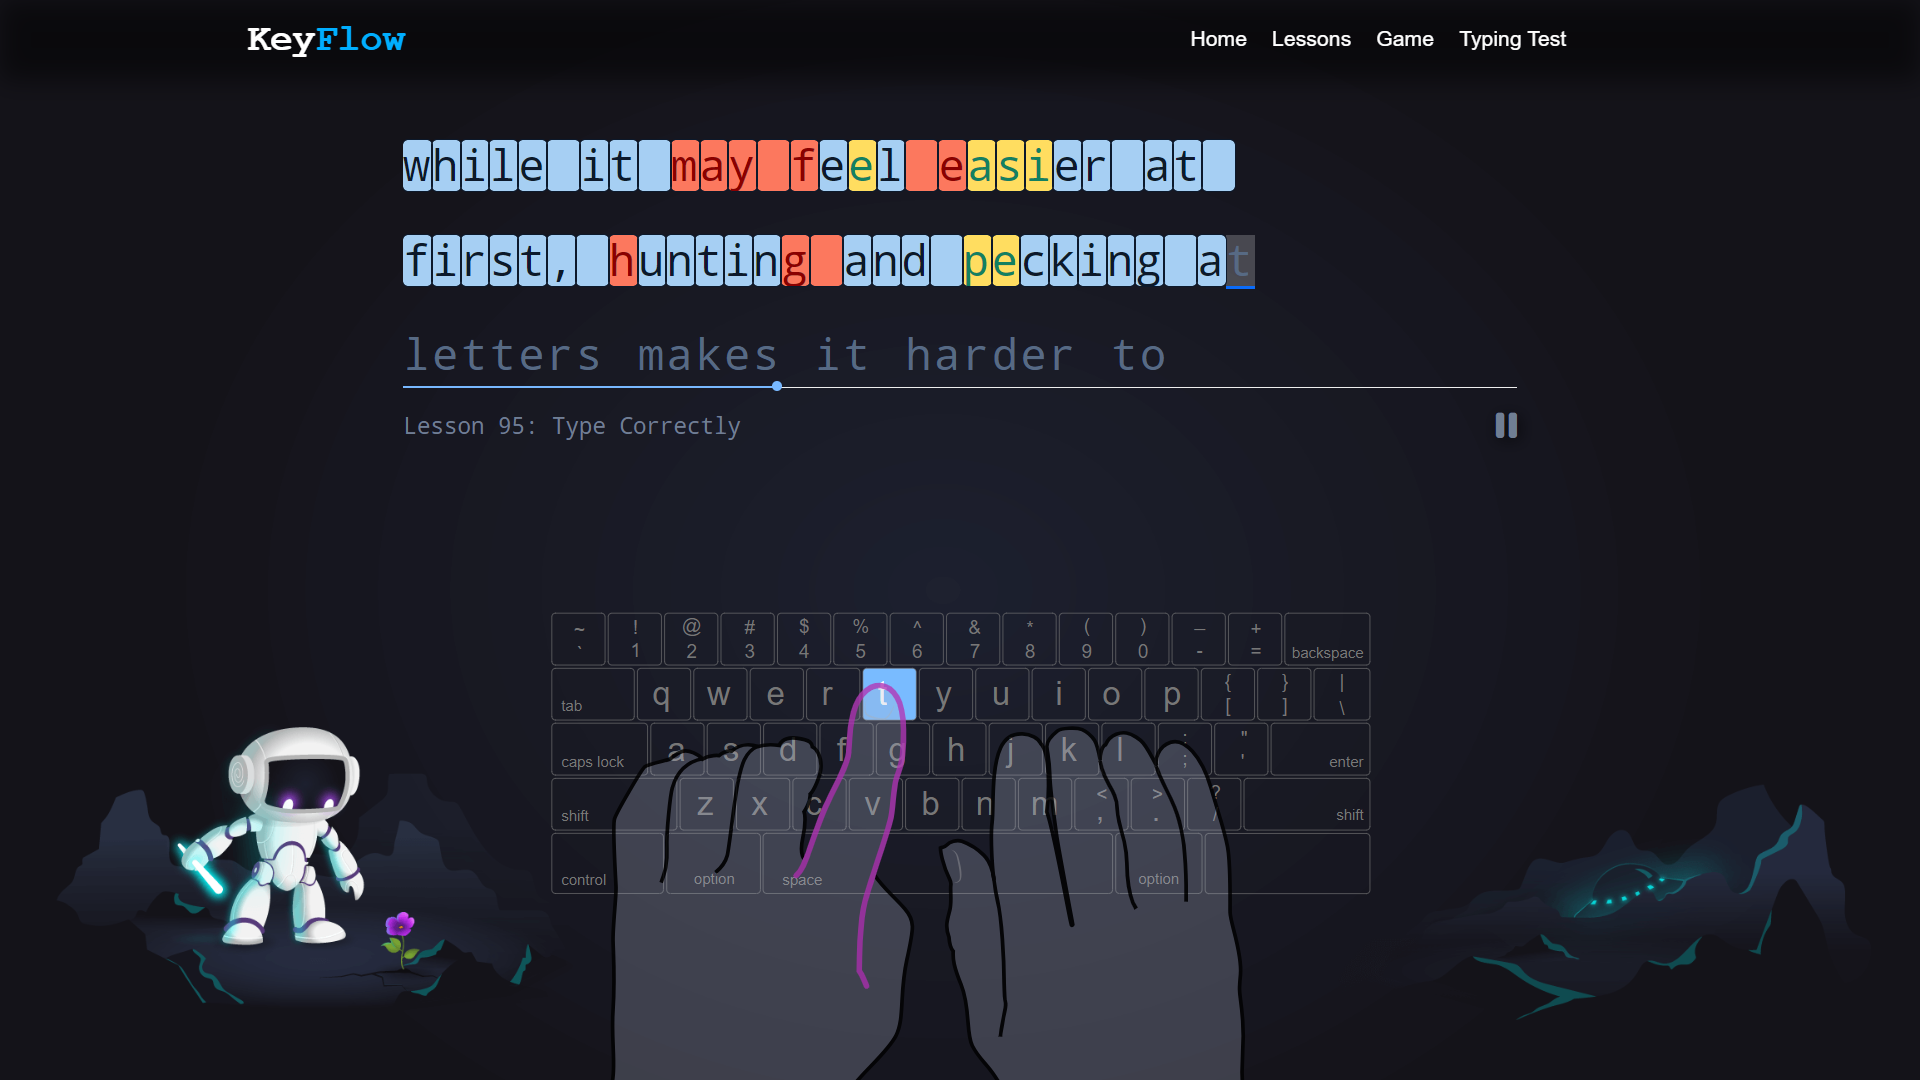 KeyFlow
Home Lessons Game Typing Test
while it may feel easier at
first, hunting and pecking at
letters makes it harder to
Lesson 95: Type Correctly
~ ! @ # $ % ^ & * ( ) _ +
` 1 2 3 4 5 6 7 8 9 0 - = backspace
tab q w e r t y u i o p { [ } ] | \
caps lock a s d f g h j k l : ; " ' enter
shift z x c v b n m < , > . ? / shift
control option space option